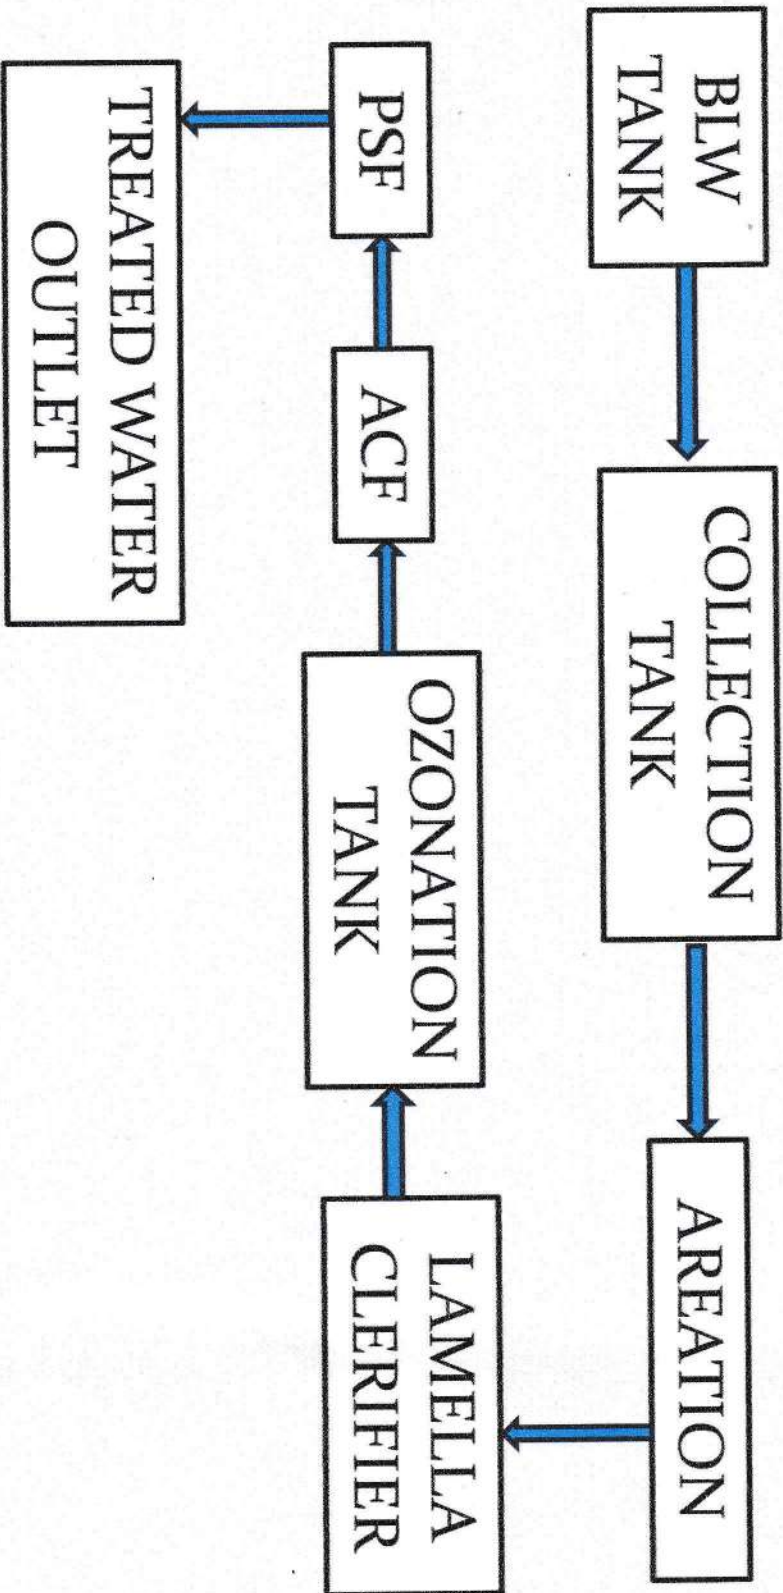 BLW
TANK
COLLECTION
TANK
AREATION
LAMELLA
CLERIFIER
OZONATION
TANK
ACF
PSF
TREATED WATER
OUTLET